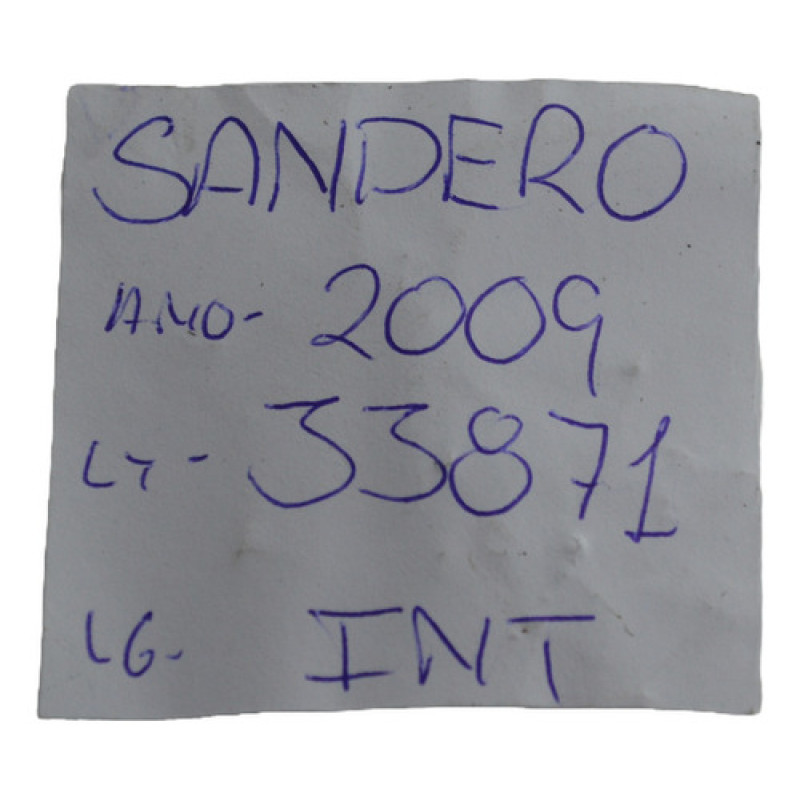 SANDERO
ANO- 2009
LT- 33871
LG- INT